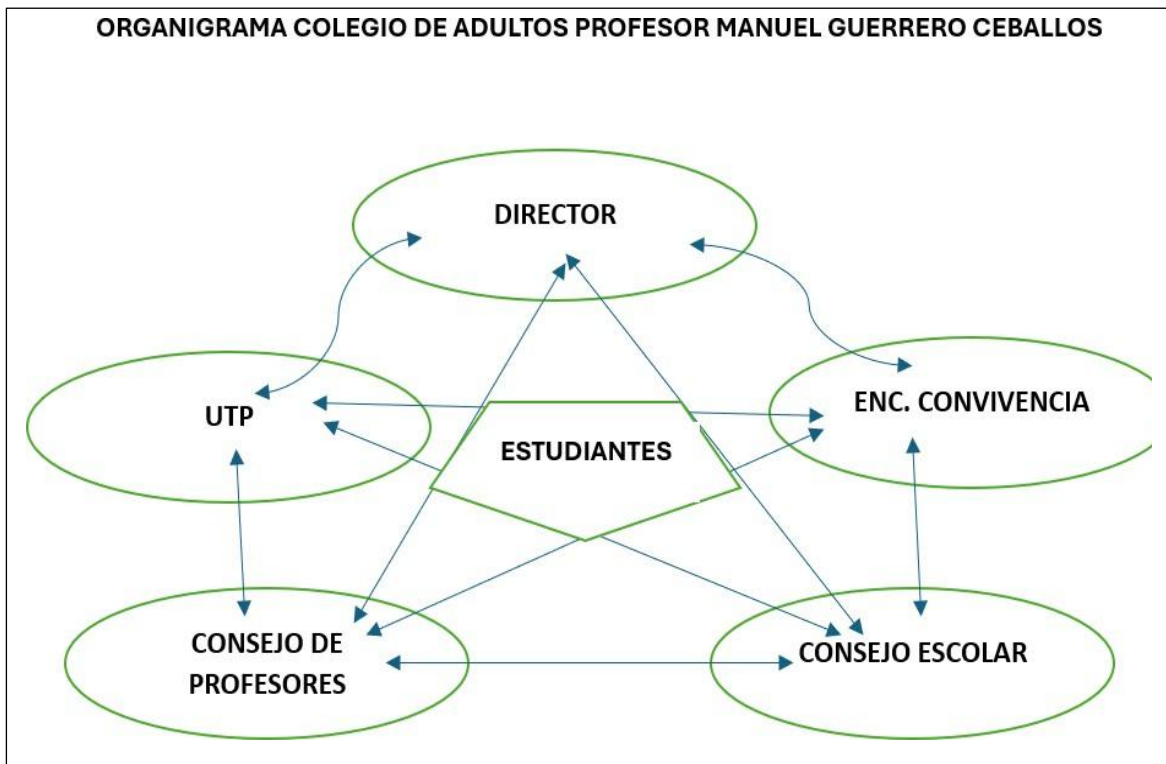 ORGANIGRAMA COLEGIO DE ADULTOS PROFESOR MANUEL GUERRERO CEBALLOS
DIRECTOR
UTP
ENC. CONVIVENCIA
ESTUDIANTES
CONSEJO DE
PROFESORES
CONSEJO ESCOLAR